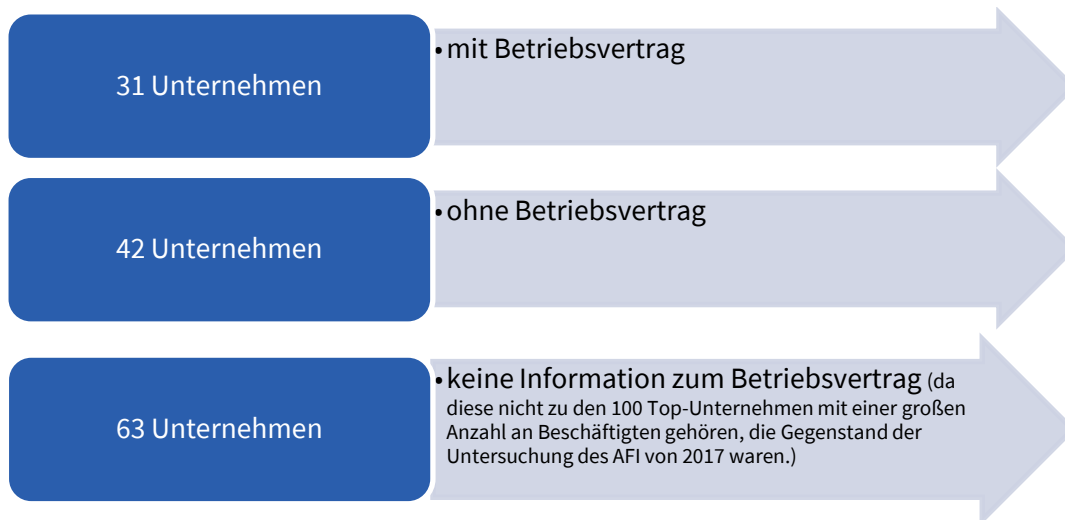 31 Unternehmen
• mit Betriebsvertrag
42 Unternehmen
• ohne Betriebsvertrag
63 Unternehmen
• keine Information zum Betriebsvertrag (da
diese nicht zu den 100 Top-Unternehmen mit einer großen
Anzahl an Beschäftigten gehören, die Gegenstand der
Untersuchung des AFI von 2017 waren.)